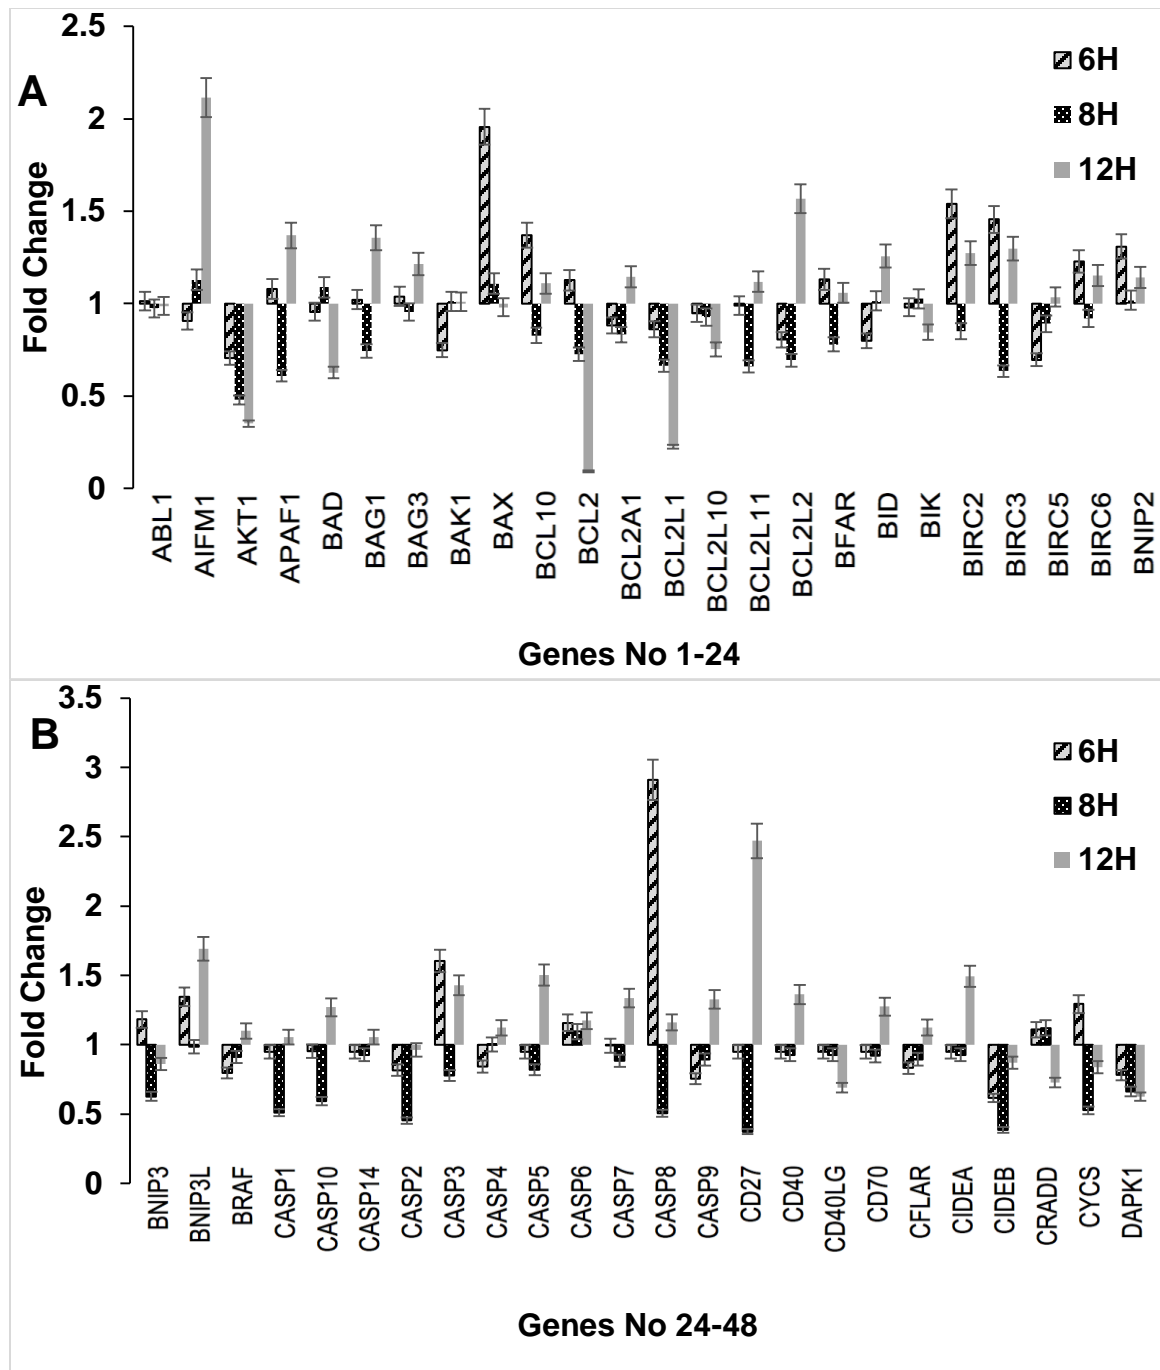 A
2.5
2
1.5
1
0.5
0
Fold Change
6H
8H
12H
ABL1
AIFM1
AKT1
APAF1
BAD
BAG1
BAG3
BAK1
BAX
BCL10
BCL2
BCL2A1
BCL2L1
BCL2L10
BCL2L11
BCL2L2
BFAR
BID
BIK
BIRC2
BIRC3
BIRC5
BIRC6
BNIP2
Genes No 1-24
B
3.5
3
2.5
2
1.5
1
0.5
0
Fold Change
6H
8H
12H
BNIP3
BNIP3L
BRAF
CASP1
CASP10
CASP14
CASP2
CASP3
CASP4
CASP5
CASP6
CASP7
CASP8
CASP9
CD27
CD40
CD40LG
CD70
CFLAR
CIDEA
CIDEB
CRADD
CYCS
DAPK1
Genes No 24-48